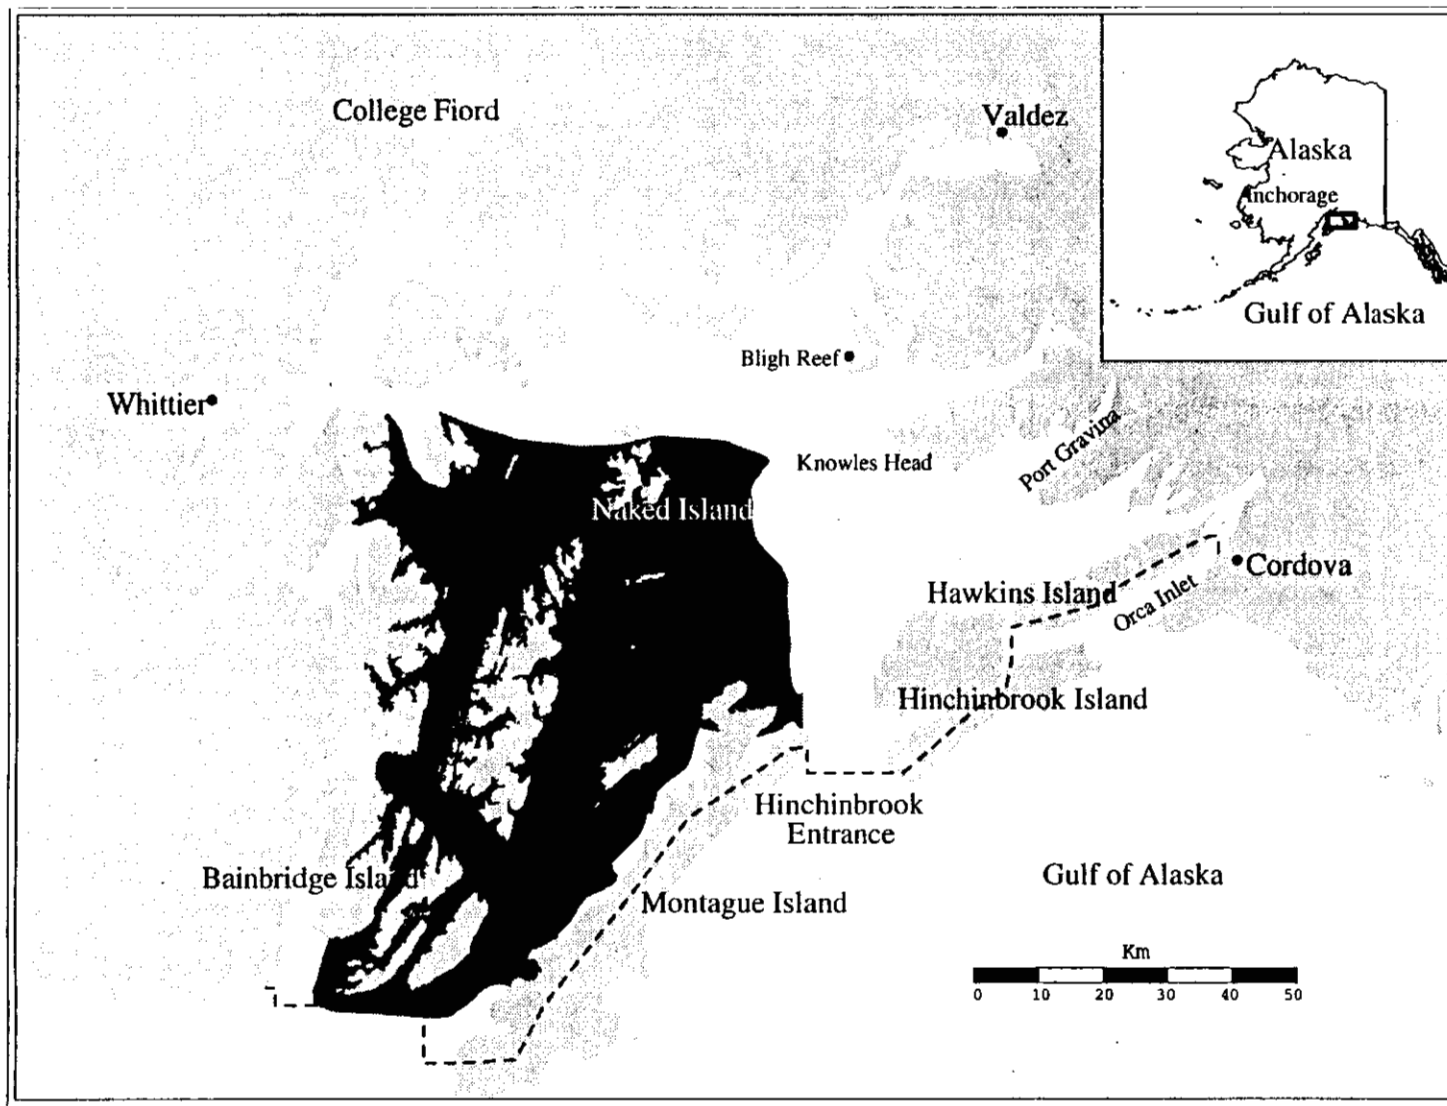 College Fiord
Valdez
Alaska
Anchorage
Gulf of Alaska
Bligh Reef
Whittier
Knowles Head
Port Gravina
Naked Island
Cordova
Hawkins Island
Orca Inlet
Hinchinbrook Island
Hinchinbrook
Entrance
Bainbridge Island
Montague Island
Gulf of Alaska
Km
0 10 20 30 40 50